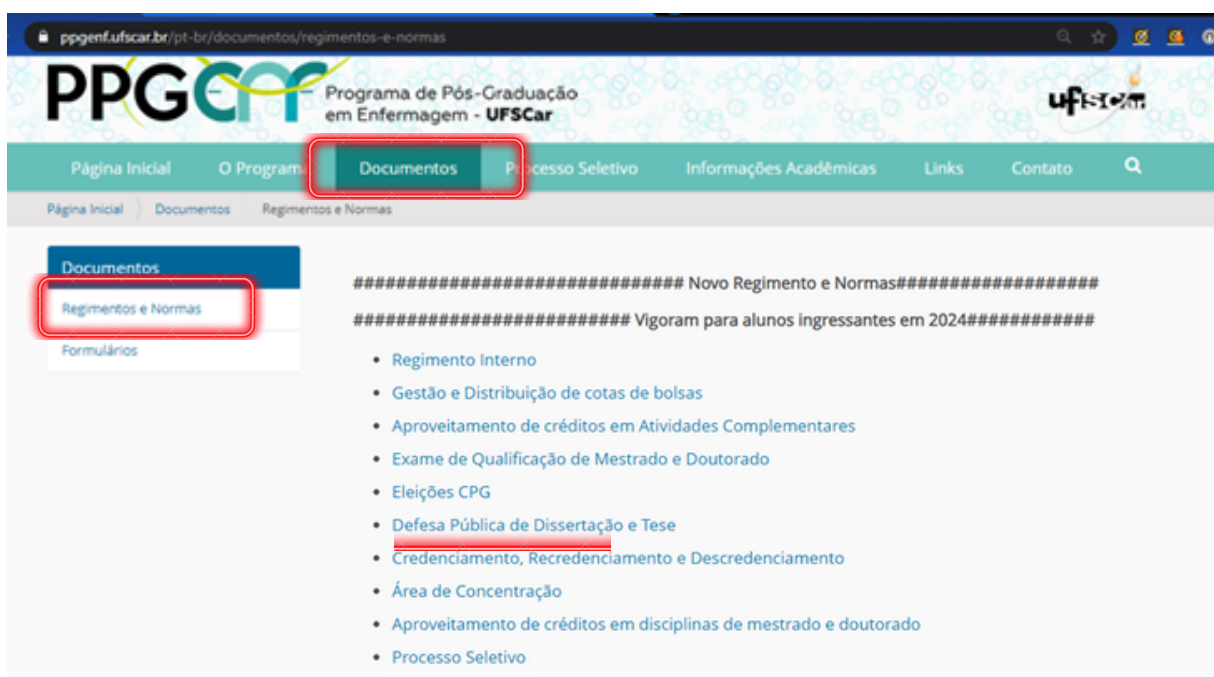 ppgenf.ufscar.br/pt-br/documentos/regimentos-e-normas
PPGEnf
Programa de Pós-Graduação
em Enfermagem - UFSCar
ufscar
Página Inicial O Programa Documentos Processo Seletivo Informações Acadêmicas Links Contato
Página Inicial Documentos Regimentos e Normas
Documentos
Regimentos e Normas
Formulários
############################### Novo Regimento e Normas###################
########################## Vigoram para alunos ingressantes em 2024############
• Regimento Interno
• Gestão e Distribuição de cotas de bolsas
• Aproveitamento de créditos em Atividades Complementares
• Exame de Qualificação de Mestrado e Doutorado
• Eleições CPG
• Defesa Pública de Dissertação e Tese
• Credenciamento, Recredenciamento e Descredenciamento
• Área de Concentração
• Aproveitamento de créditos em disciplinas de mestrado e doutorado
• Processo Seletivo